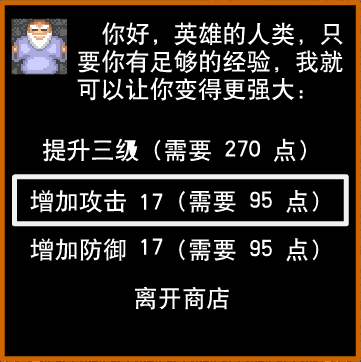 你好，英雄的人类，只
要你有足够的经验，我就
可以让你变得更强大：
提升三级（需要 270 点）
增加攻击 17（需要 95 点）
增加防御 17（需要 95 点）
离开商店